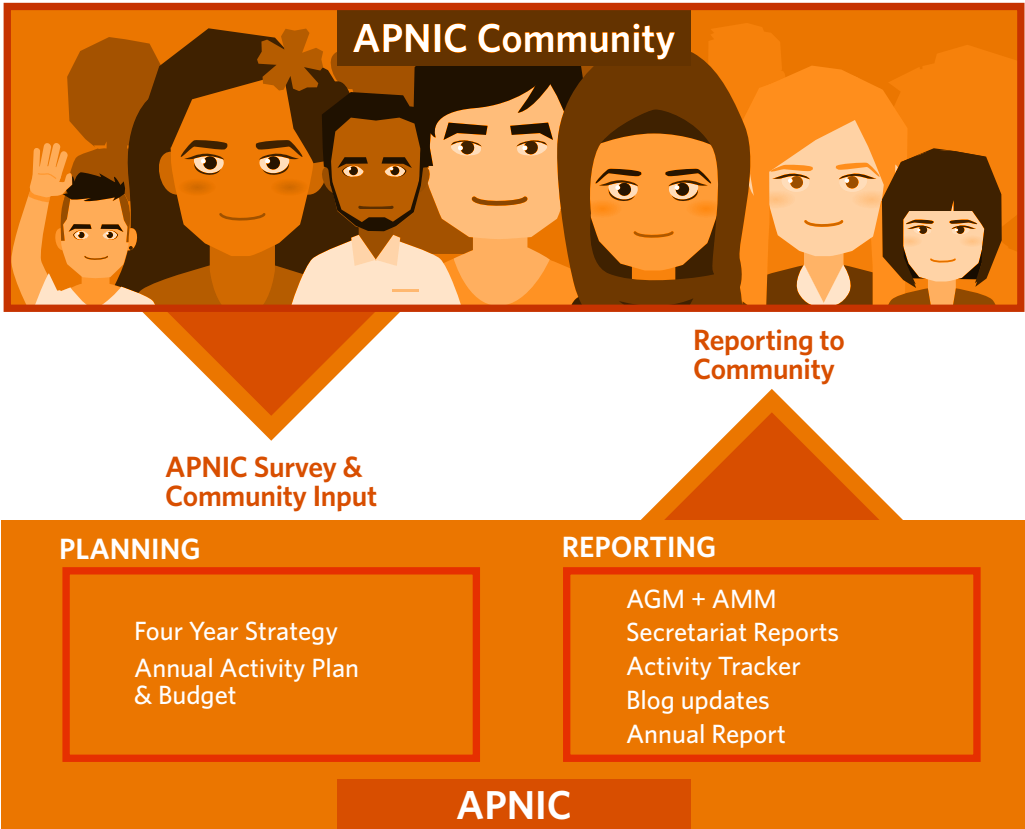 APNIC Community
Reporting to
Community
APNIC Survey &
Community Input
PLANNING
Four Year Strategy
Annual Activity Plan
& Budget
REPORTING
AGM + AMM
Secretariat Reports
Activity Tracker
Blog updates
Annual Report
APNIC